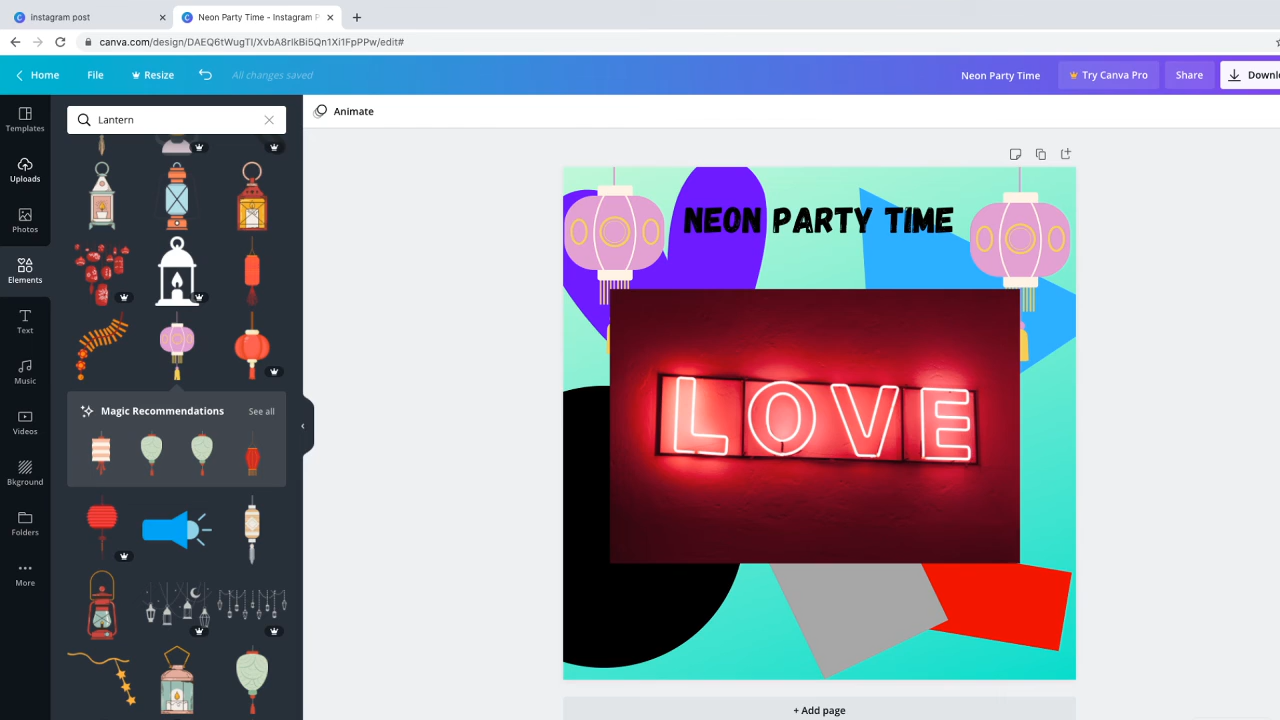 instagram post
Neon Party Time - Instagram P
canva.com/design/DAEQ6tWugTI/XvbA8rIkBi5Qn1Xi1FpPPw/edit#
Home
File
Resize
All changes saved
Neon Party Time
Try Canva Pro
Share
Downlo
Templates
Uploads
Photos
Elements
Text
Music
Videos
Bkground
Folders
More
Lantern
Magic Recommendations
See all
Animate
NEON PARTY TIME
LOVE
+ Add page